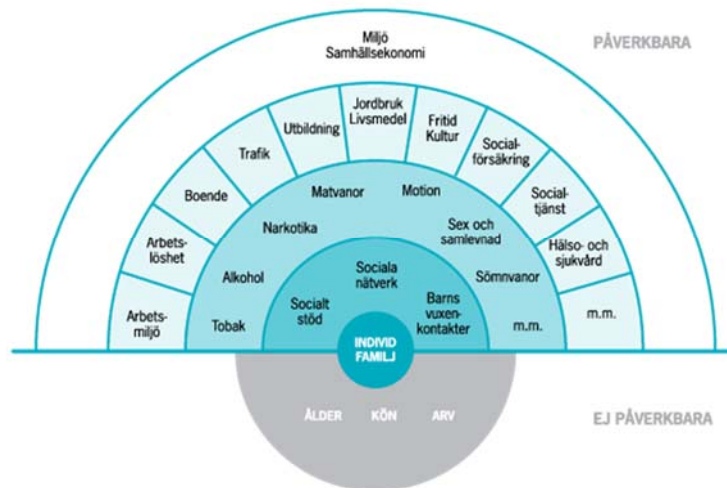 Miljö
Samhällsekonomi
PÅVERKBARA
Arbets-
miljö
Arbets-
löshet
Boende
Trafik
Utbildning
Jordbruk
Livsmedel
Fritid
Kultur
Social-
försäkring
Social-
tjänst
Hälso- och
sjukvård
m.m.
Tobak
Alkohol
Narkotika
Matvanor
Motion
Sex och
samlevnad
Sömnvanor
m.m.
Socialt
stöd
Sociala
nätverk
Barns
vuxen-
kontakter
INDIVID
FAMILJ
ÅLDER KÖN ARV
EJ PÅVERKBARA